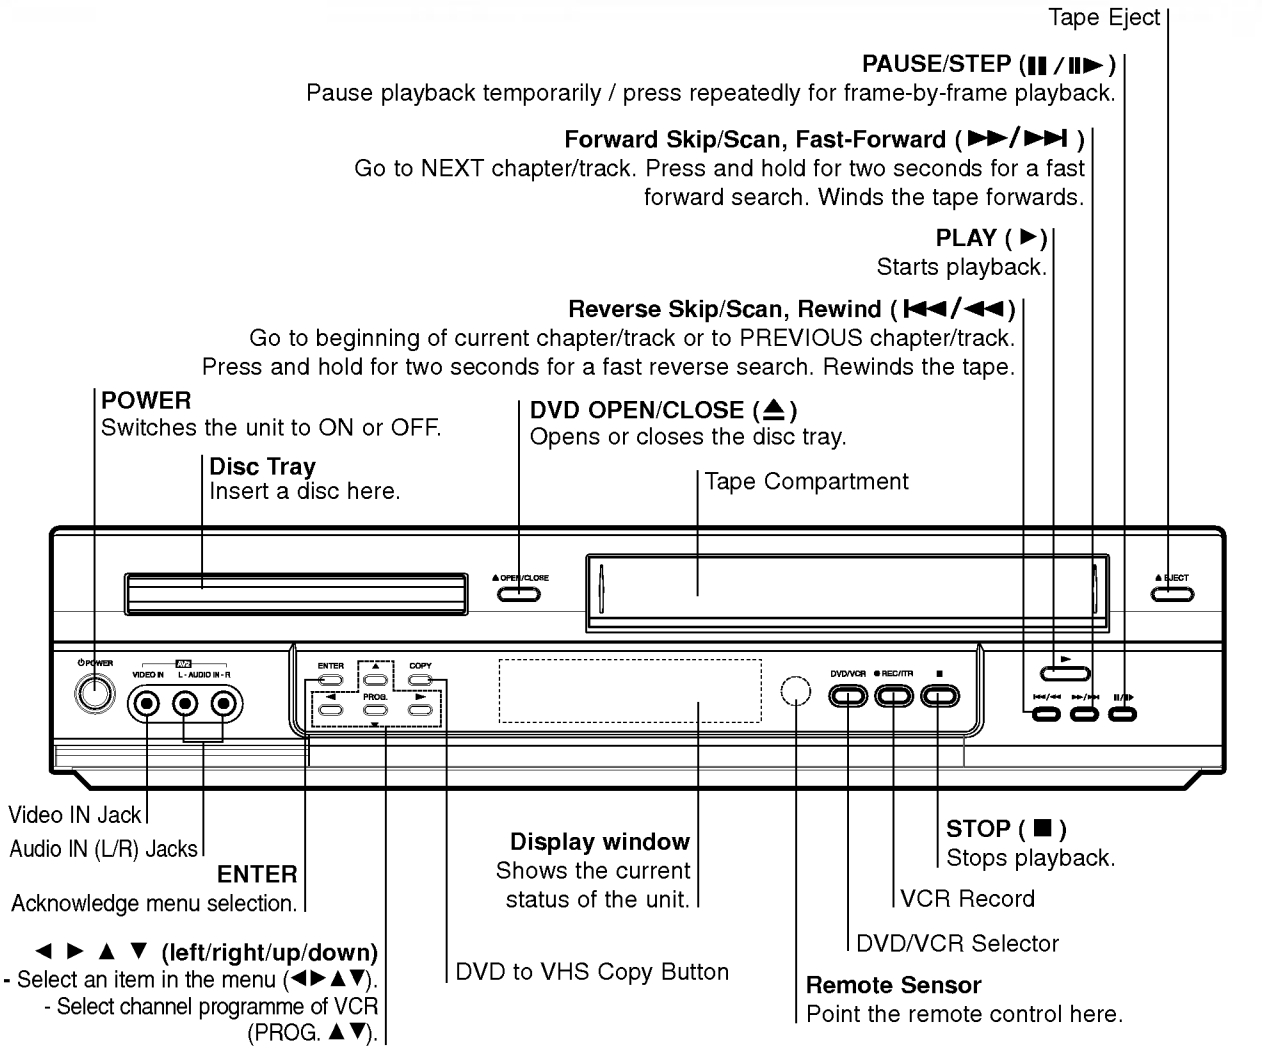 Tape Eject
PAUSE/STEP (▮▮ / ▮▮▶ )
Pause playback temporarily / press repeatedly for frame-by-frame playback.
Forward Skip/Scan, Fast-Forward ( ▶▶/▶▶▮ )
Go to NEXT chapter/track. Press and hold for two seconds for a fast
forward search. Winds the tape forwards.
PLAY ( ▶ )
Starts playback.
Reverse Skip/Scan, Rewind ( ▮◀◀/◀◀ )
Go to beginning of current chapter/track or to PREVIOUS chapter/track.
Press and hold for two seconds for a fast reverse search. Rewinds the tape.
POWER
Switches the unit to ON or OFF.
DVD OPEN/CLOSE (⏏)
Opens or closes the disc tray.
Disc Tray
Insert a disc here.
Tape Compartment
▲ OPEN/CLOSE
▲ EJECT
⏻ POWER
AV2
VIDEO IN
L - AUDIO IN - R
ENTER
▲
COPY
◀
PROG.
▶
▼
DVD/VCR
● REC/ITR
■
▶
▮◀◀/◀◀
▶▶/▶▶▮
▮▮/▮▶
Video IN Jack
Audio IN (L/R) Jacks
ENTER
Acknowledge menu selection.
◀ ▶ ▲ ▼ (left/right/up/down)
- Select an item in the menu (◀▶▲▼).
- Select channel programme of VCR
(PROG. ▲▼).
DVD to VHS Copy Button
Display window
Shows the current
status of the unit.
STOP ( ■ )
Stops playback.
VCR Record
DVD/VCR Selector
Remote Sensor
Point the remote control here.